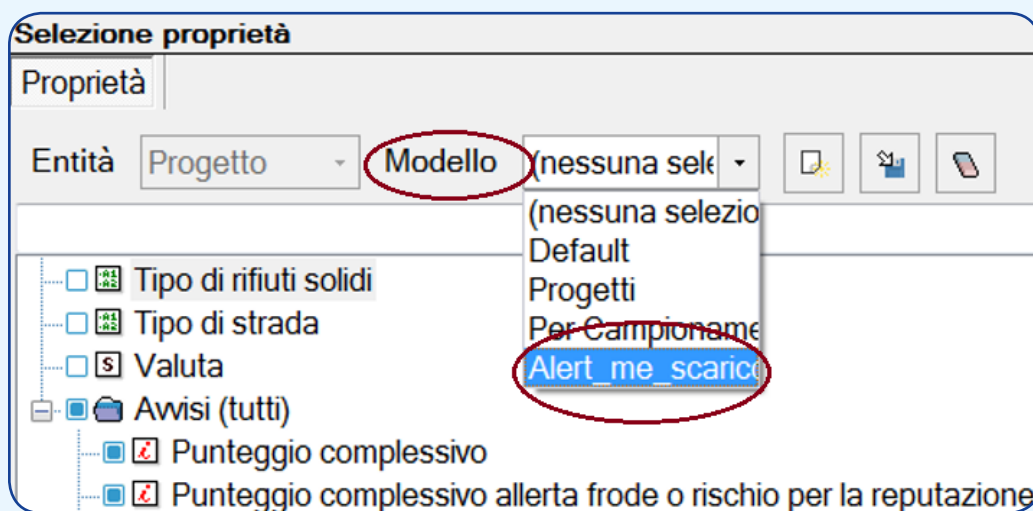 Selezione proprietà
Proprietà
Entità Progetto Modello (nessuna sele
(nessuna selezio
Default
Progetti
Per Campioname
Alert_me_scarico
Tipo di rifiuti solidi
Tipo di strada
S Valuta
Avvisi (tutti)
i Punteggio complessivo
i Punteggio complessivo allerta frode o rischio per la reputazione